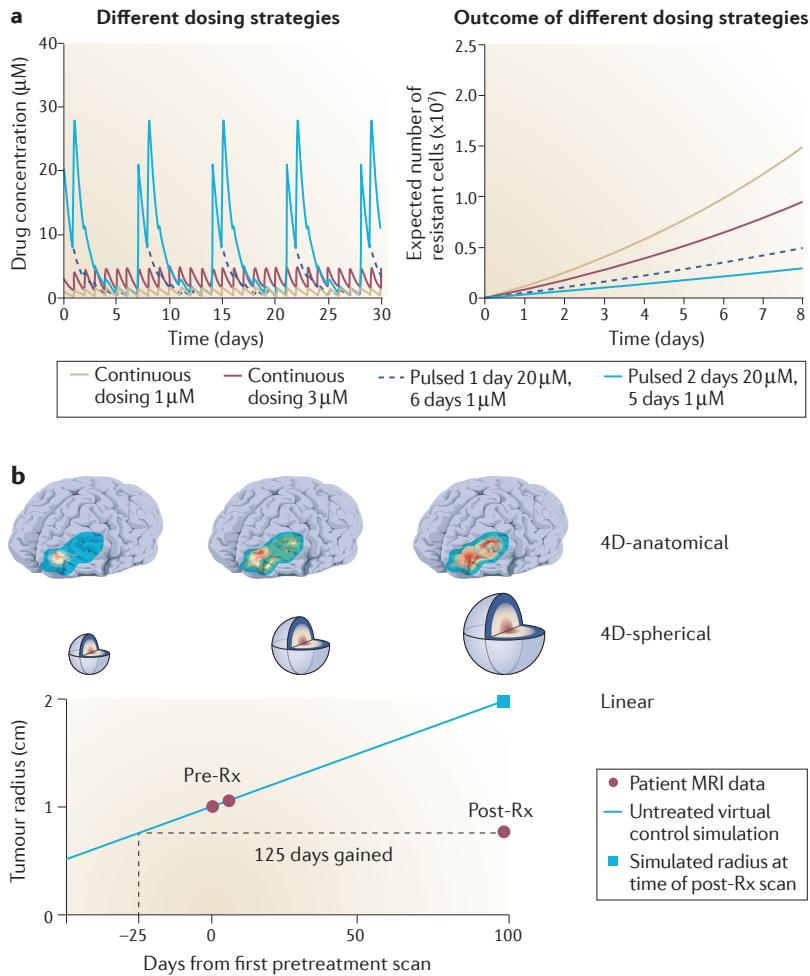 a
Different dosing strategies
Outcome of different dosing strategies
Drug concentration (μM)
40
30
20
10
0
0
5
10
15
20
25
30
Time (days)
Expected number of
resistant cells (x10⁷)
2.5
2.0
1.5
1.0
0.5
0
0
1
2
3
4
5
6
7
8
Time (days)
Continuous
dosing 1 μM
Continuous
dosing 3 μM
Pulsed 1 day 20 μM,
6 days 1 μM
Pulsed 2 days 20 μM,
5 days 1 μM
b
4D-anatomical
4D-spherical
Linear
Tumour radius (cm)
2
1
0
Pre-Rx
Post-Rx
125 days gained
−25
0
50
100
Days from first pretreatment scan
Patient MRI data
Untreated virtual
control simulation
Simulated radius at
time of post-Rx scan